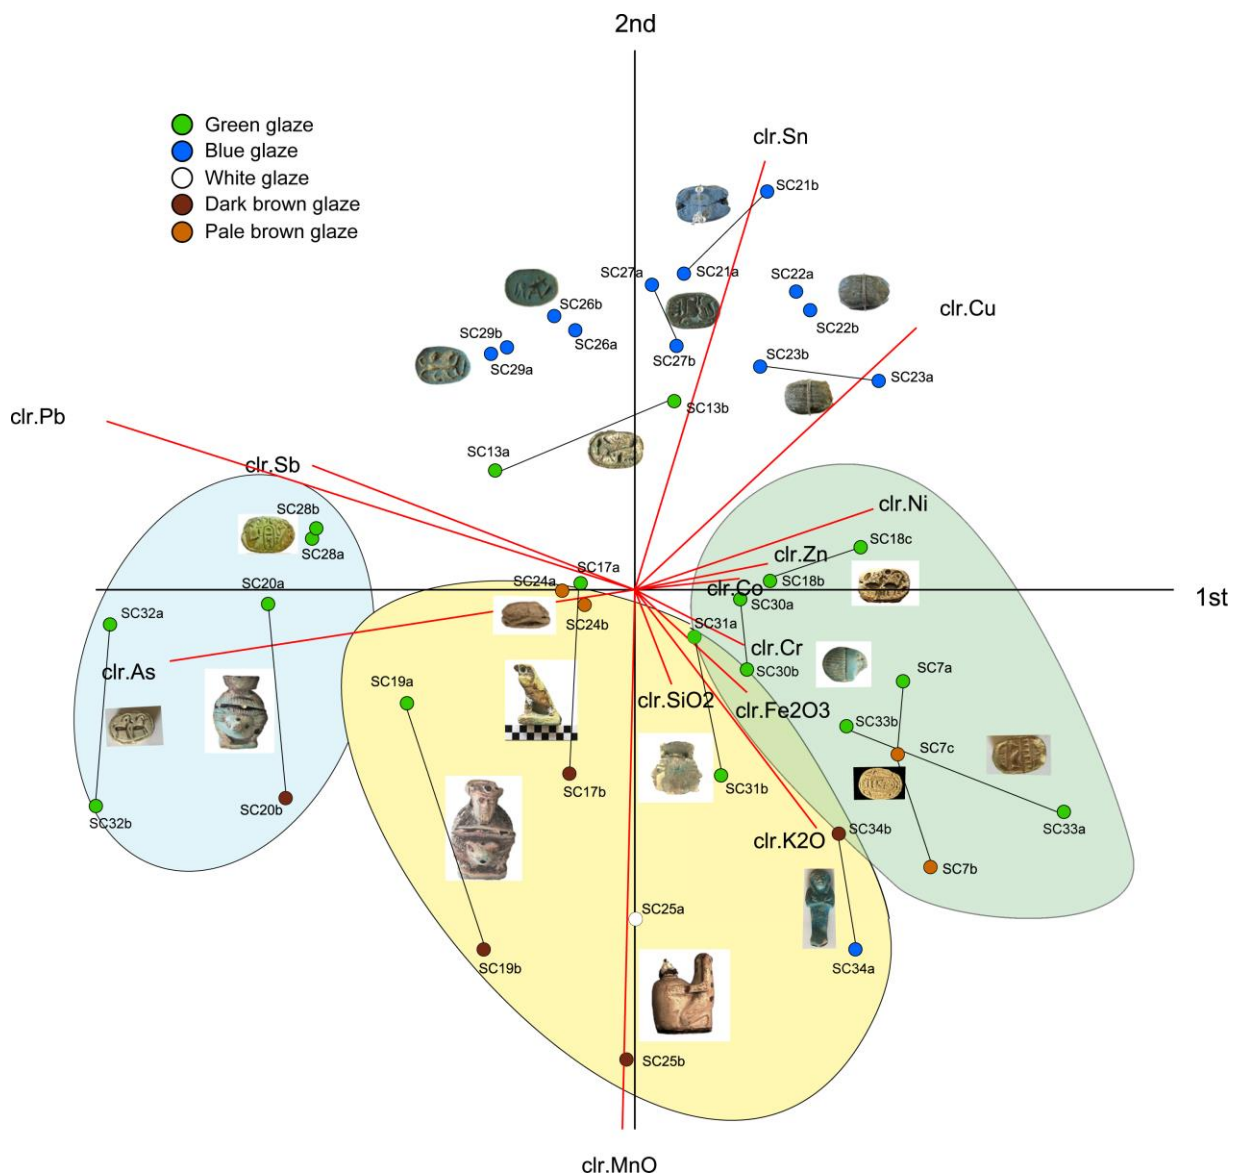 2nd
Green glaze
Blue glaze
White glaze
Dark brown glaze
Pale brown glaze
clr.Sn
SC21b
SC27a
SC21a
SC22a
SC26b
SC22b
clr.Cu
SC29b
SC26a
SC29a
SC27b
SC23b
SC23a
clr.Pb
SC13b
SC13a
clr.Sb
SC28b
clr.Ni
SC28a
SC18c
clr.Zn
SC17a
SC24a
SC20a
SC18b
clr.Co
1st
SC32a
SC30a
SC24b
SC31a
clr.Cr
clr.As
SC30b
SC7a
SC19a
clr.SiO2
clr.Fe2O3
SC33b
SC7c
SC17b
SC31b
SC20b
SC32b
SC34b
SC33a
clr.K2O
SC7b
SC25a
SC19b
SC34a
SC25b
clr.MnO